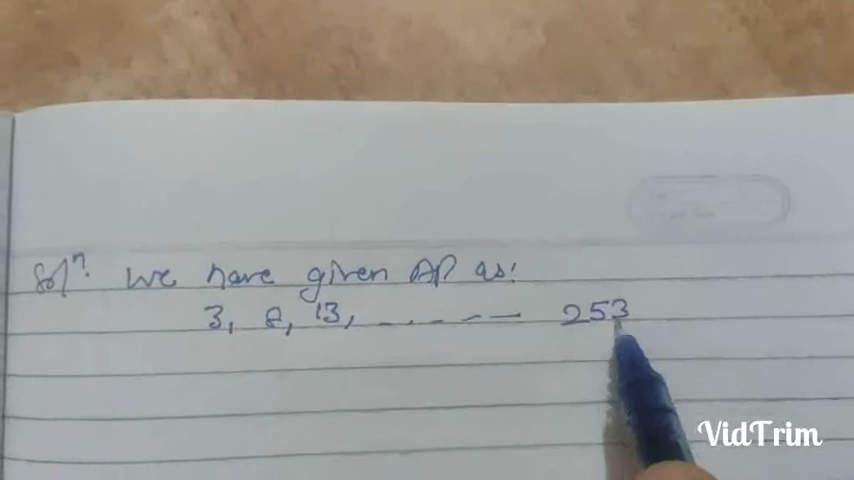 Solⁿ. We have given AP as:
3, 8, 13, ------ 253
VidTrim